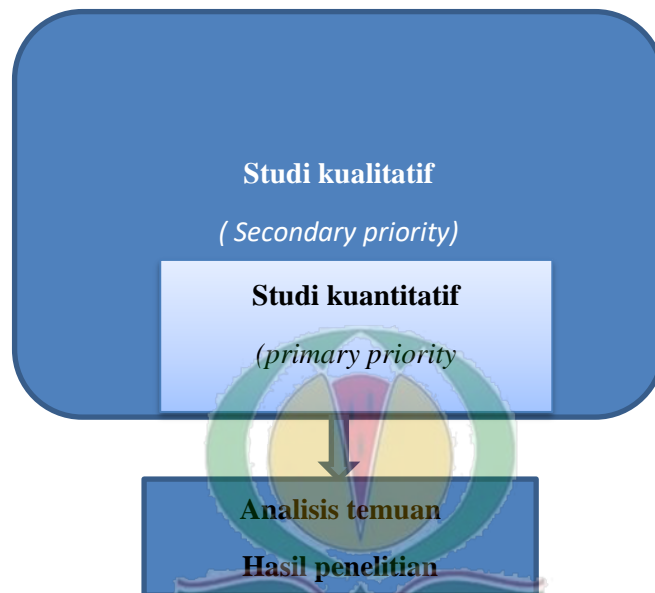 Studi kualitatif
( Secondary priority)
Studi kuantitatif
(primary priority
Analisis temuan
Hasil penelitian